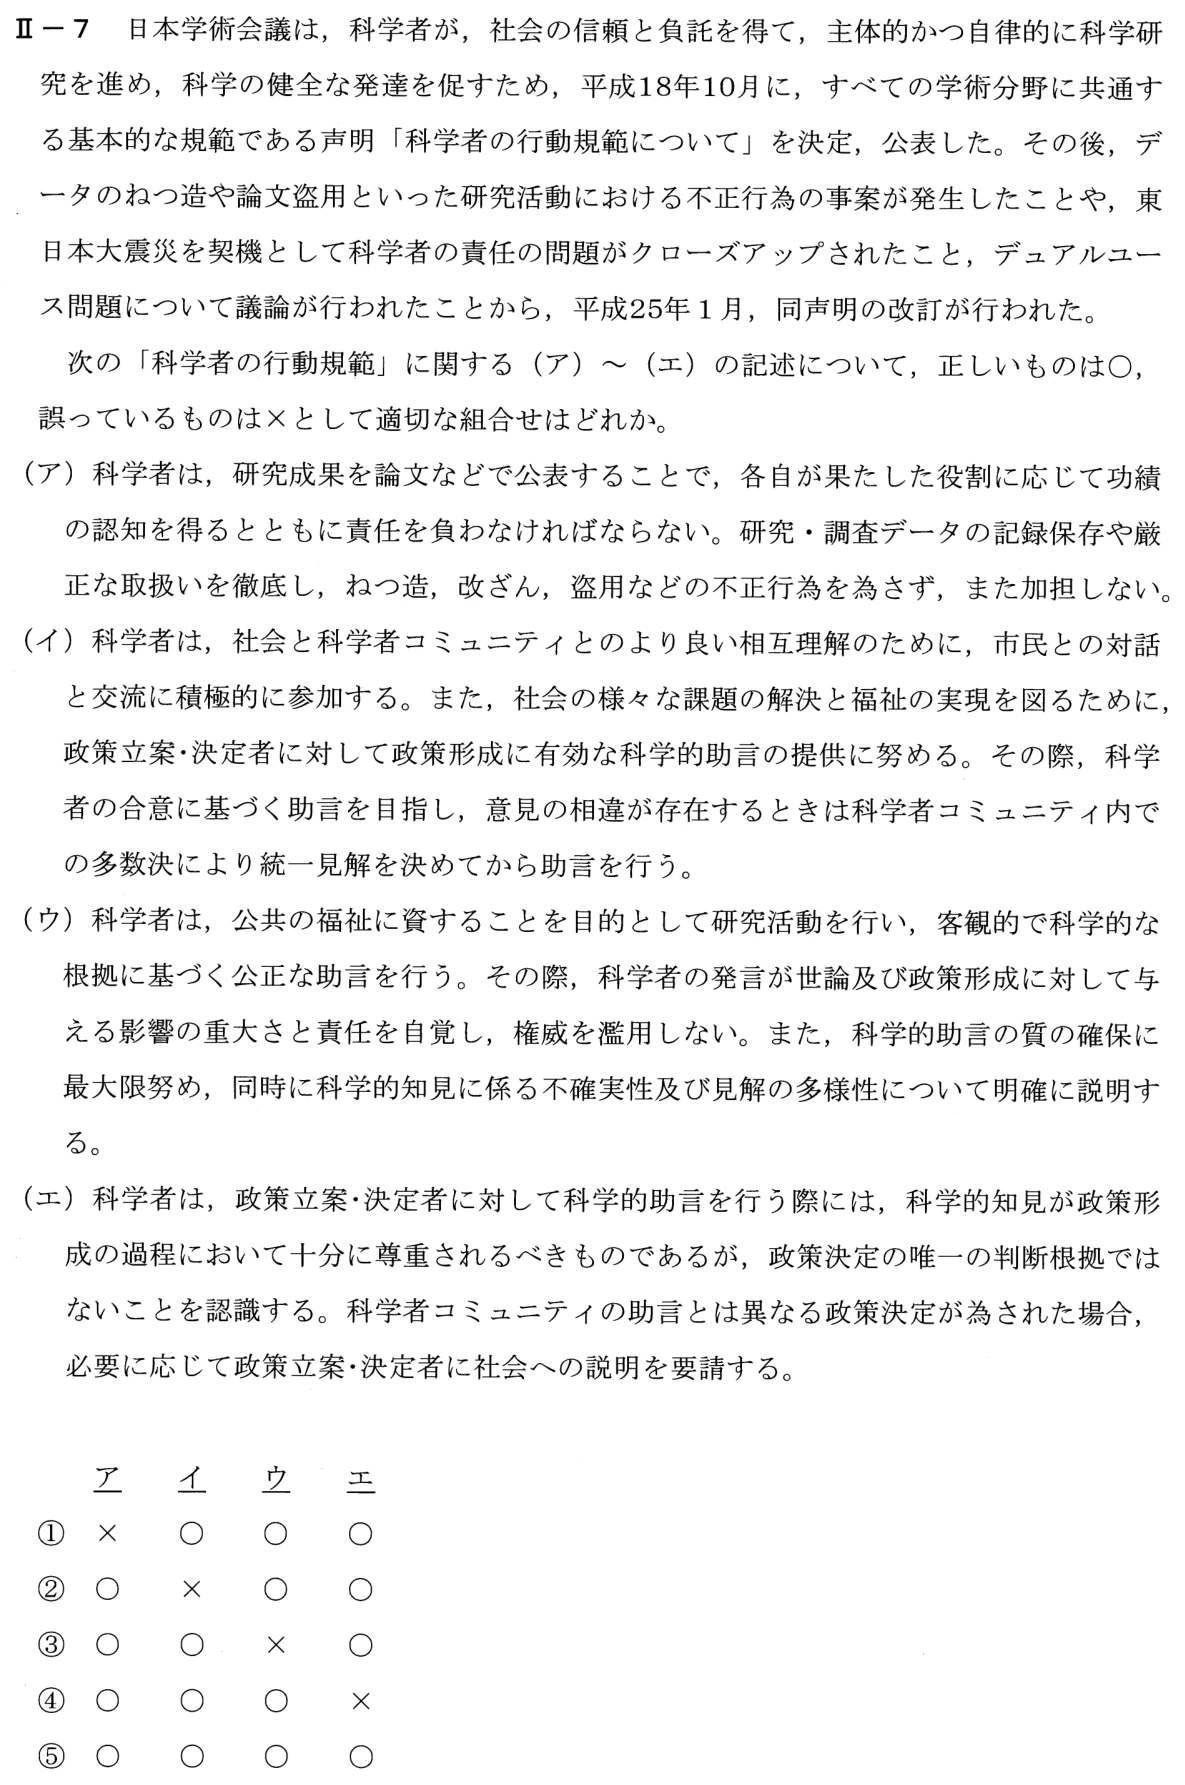 Ⅱ－７　日本学術会議は，科学者が，社会の信頼と負託を得て，主体的かつ自律的に科学研
究を進め，科学の健全な発達を促すため，平成18年10月に，すべての学術分野に共通す
る基本的な規範である声明「科学者の行動規範について」を決定，公表した。その後，デ
ータのねつ造や論文盗用といった研究活動における不正行為の事案が発生したことや，東
日本大震災を契機として科学者の責任の問題がクローズアップされたこと，デュアルユー
ス問題について議論が行われたことから，平成25年１月，同声明の改訂が行われた。
次の「科学者の行動規範」に関する（ア）～（エ）の記述について，正しいものは○，
誤っているものは×として適切な組合せはどれか。
（ア）科学者は，研究成果を論文などで公表することで，各自が果たした役割に応じて功績
の認知を得るとともに責任を負わなければならない。研究・調査データの記録保存や厳
正な取扱いを徹底し，ねつ造，改ざん，盗用などの不正行為を為さず，また加担しない。
（イ）科学者は，社会と科学者コミュニティとのより良い相互理解のために，市民との対話
と交流に積極的に参加する。また，社会の様々な課題の解決と福祉の実現を図るために，
政策立案・決定者に対して政策形成に有効な科学的助言の提供に努める。その際，科学
者の合意に基づく助言を目指し，意見の相違が存在するときは科学者コミュニティ内で
の多数決により統一見解を決めてから助言を行う。
（ウ）科学者は，公共の福祉に資することを目的として研究活動を行い，客観的で科学的な
根拠に基づく公正な助言を行う。その際，科学者の発言が世論及び政策形成に対して与
える影響の重大さと責任を自覚し，権威を濫用しない。また，科学的助言の質の確保に
最大限努め，同時に科学的知見に係る不確実性及び見解の多様性について明確に説明す
る。
（エ）科学者は，政策立案・決定者に対して科学的助言を行う際には，科学的知見が政策形
成の過程において十分に尊重されるべきものであるが，政策決定の唯一の判断根拠では
ないことを認識する。科学者コミュニティの助言とは異なる政策決定が為された場合，
必要に応じて政策立案・決定者に社会への説明を要請する。
ア　イ　ウ　エ
①　×　○　○　○
②　○　×　○　○
③　○　○　×　○
④　○　○　○　×
⑤　○　○　○　○